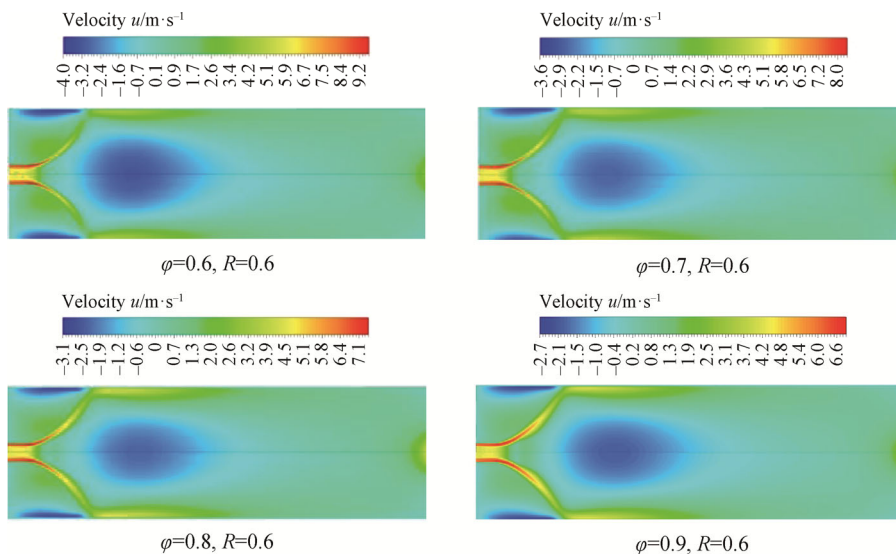 Velocity u/m·s⁻¹
−4.0 −3.2 −2.4 −1.6 −0.7 0.1 0.9 1.7 2.6 3.4 4.2 5.1 5.9 6.7 7.5 8.4 9.2
φ=0.6, R=0.6
Velocity u/m·s⁻¹
−3.6 −2.9 −2.2 −1.5 −0.7 0 0.7 1.4 2.2 2.9 3.6 4.3 5.1 5.8 6.5 7.2 8.0
φ=0.7, R=0.6
Velocity u/m·s⁻¹
−3.1 −2.5 −1.9 −1.2 −0.6 0 0.7 1.3 2.0 2.6 3.2 3.9 4.5 5.1 5.8 6.4 7.1
φ=0.8, R=0.6
Velocity u/m·s⁻¹
−2.7 −2.1 −1.5 −1.0 −0.4 0.2 0.8 1.3 1.9 2.5 3.1 3.7 4.2 4.8 5.4 6.0 6.6
φ=0.9, R=0.6